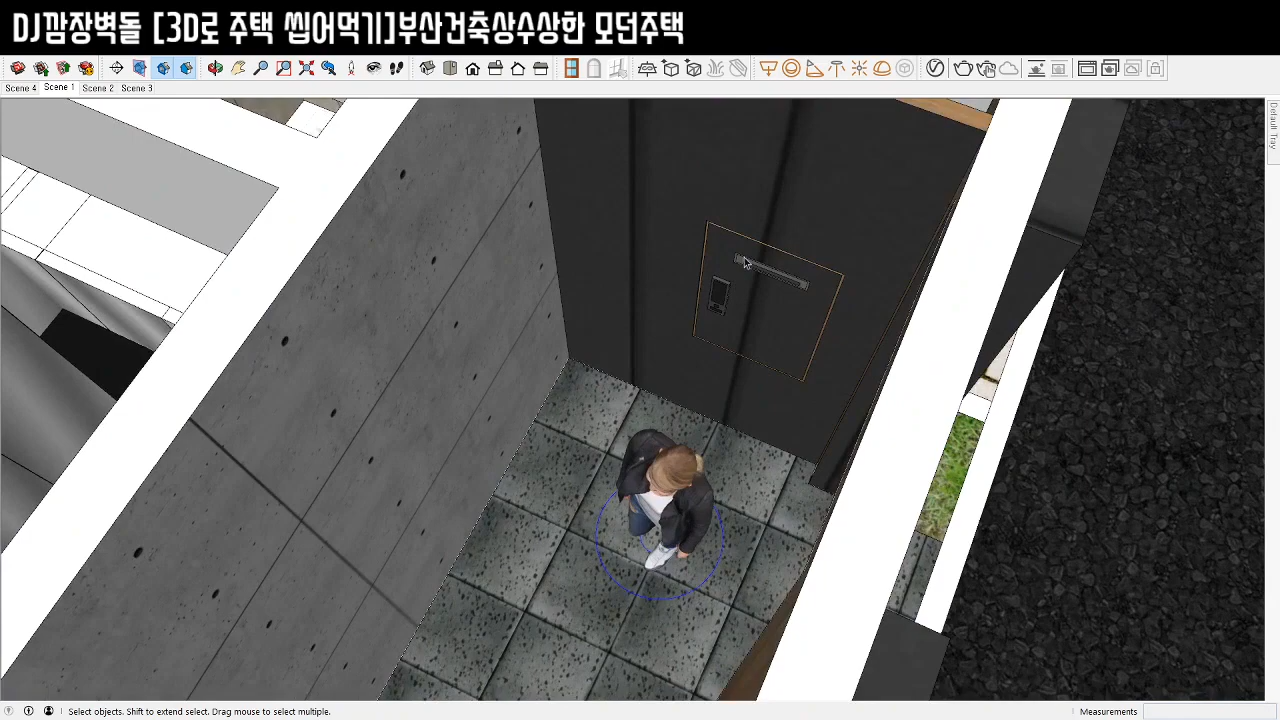 DJ깜장벽돌 [3D로 주택 씹어먹기]부산건축상수상한 모던주택
Scene 4 Scene 1 Scene 2 Scene 3
Default Tray
Select objects. Shift to extend select. Drag mouse to select multiple. Measurements